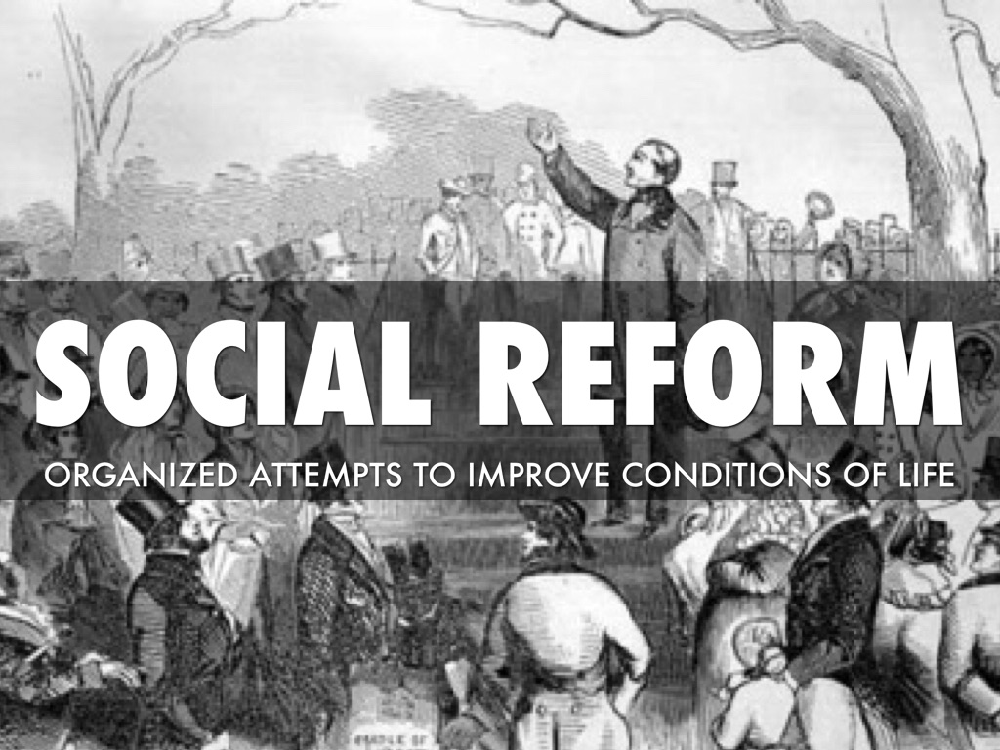 SOCIAL REFORM
ORGANIZED ATTEMPTS TO IMPROVE CONDITIONS OF LIFE